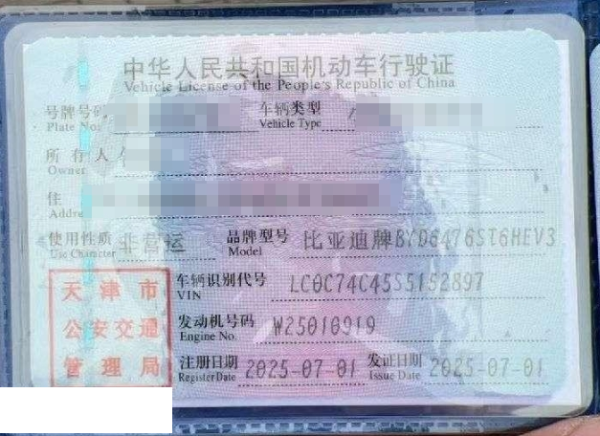 中华人民共和国机动车行驶证
Vehicle License of the People's Republic of China
号牌号码 车辆类型
Plate No. Vehicle Type
所有人
Owner
住
Addre
使用性质 非营运 品牌型号 比亚迪牌BYD6476ST6HEV3
Use Character Model
天津市
公安交通
管理局
车辆识别代号 LC0C74C45S5152897
VIN
发动机号码 W25010919
Engine No.
注册日期 2025-07-01 发证日期 2025-07-01
Register Date Issue Date